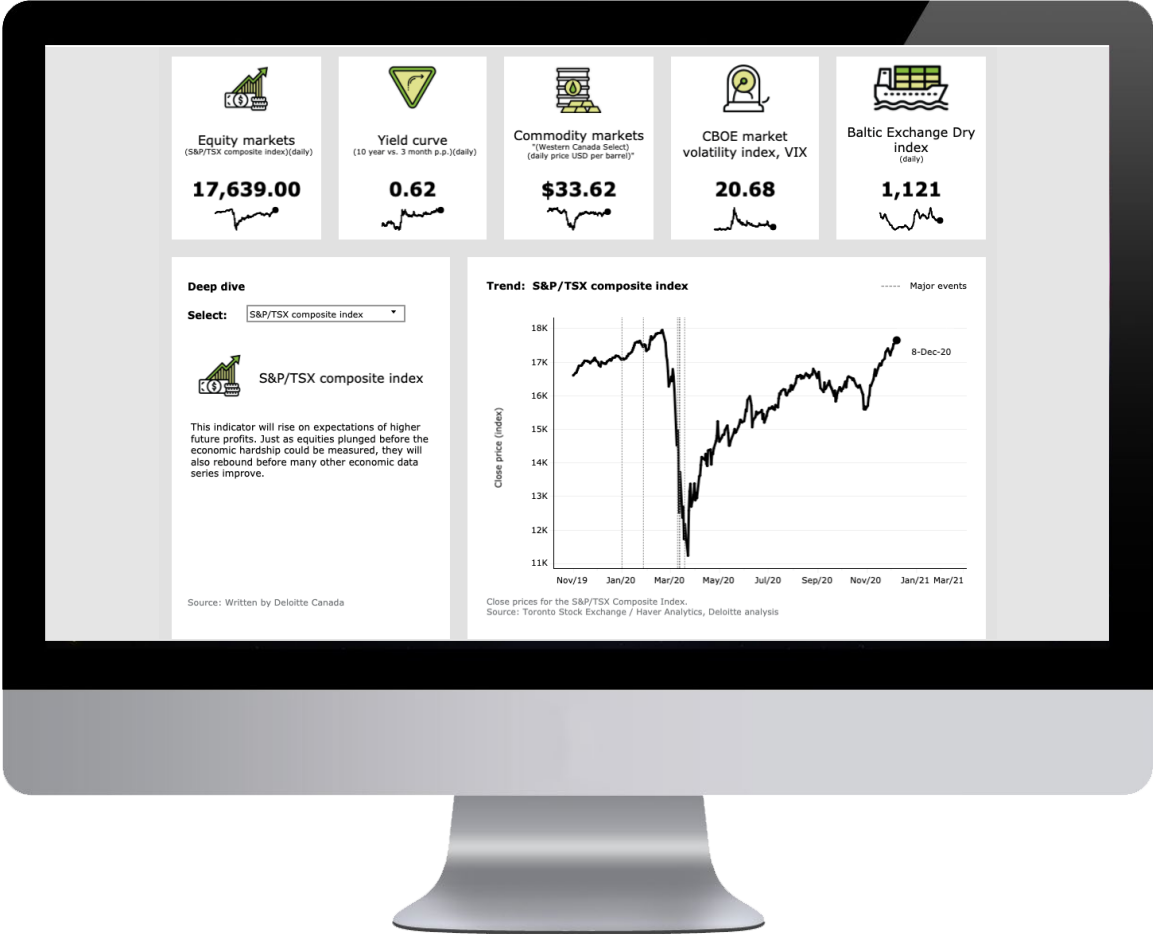 Equity markets
(S&P/TSX composite index)(daily)
17,639.00
Yield curve
(10 year vs. 3 month p.p.)(daily)
0.62
Commodity markets
"(Western Canada Select)
(daily price USD per barrel)"
$33.62
CBOE market
volatility index, VIX
20.68
Baltic Exchange Dry
index
(daily)
1,121
Deep dive
Select: S&P/TSX composite index
S&P/TSX composite index
This indicator will rise on expectations of higher
future profits. Just as equities plunged before the
economic hardship could be measured, they will
also rebound before many other economic data
series improve.
Source: Written by Deloitte Canada
Trend: S&P/TSX composite index
Major events
18K
17K
16K
15K
14K
13K
12K
11K
Close price (index)
8-Dec-20
Nov/19 Jan/20 Mar/20 May/20 Jul/20 Sep/20 Nov/20 Jan/21 Mar/21
Close prices for the S&P/TSX Composite Index.
Source: Toronto Stock Exchange / Haver Analytics, Deloitte analysis